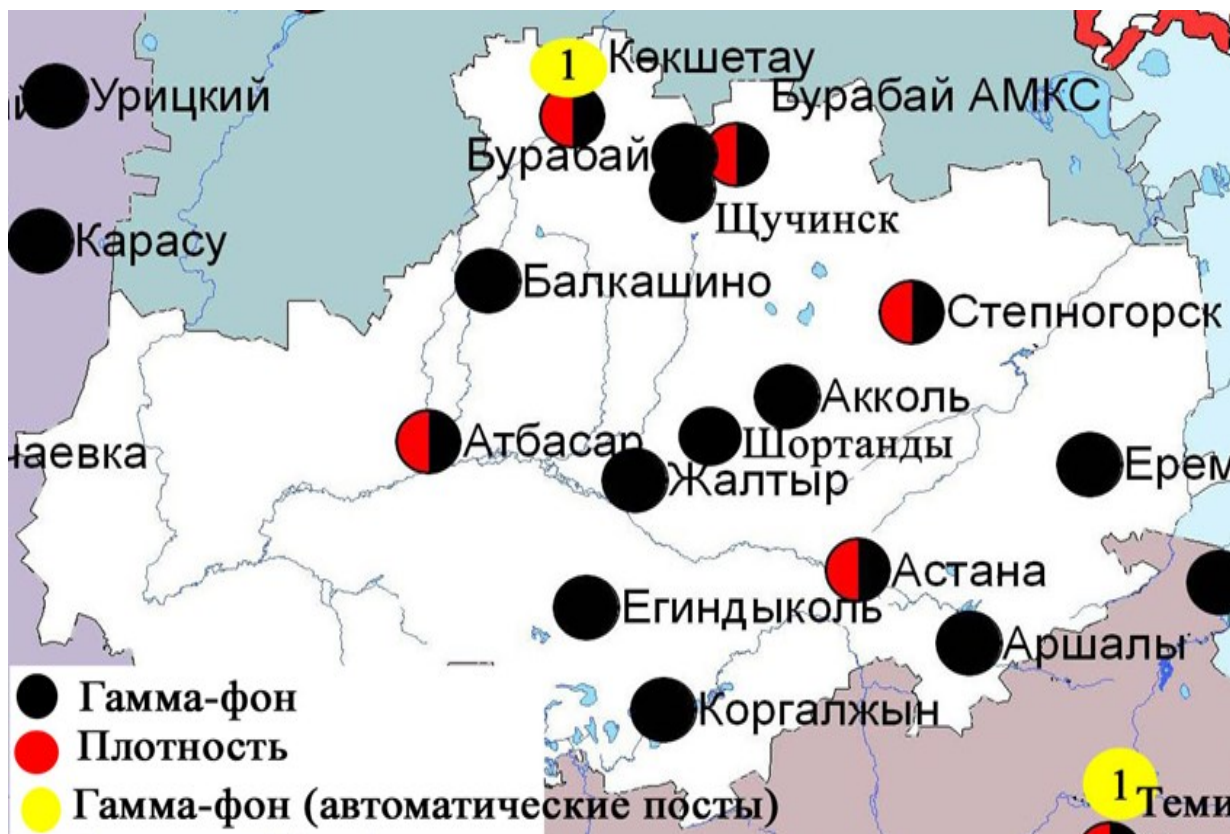 1
Көкшетау
Урицкий
Бурабай АМКС
Бурабай
Щучинск
Карасу
Балкашино
Степногорск
Акколь
Атбасар
Шортанды
Жалтыр
Астана
Егиндыколь
Аршалы
Коргалжын
Гамма-фон
Плотность
Гамма-фон (автоматические посты)
1